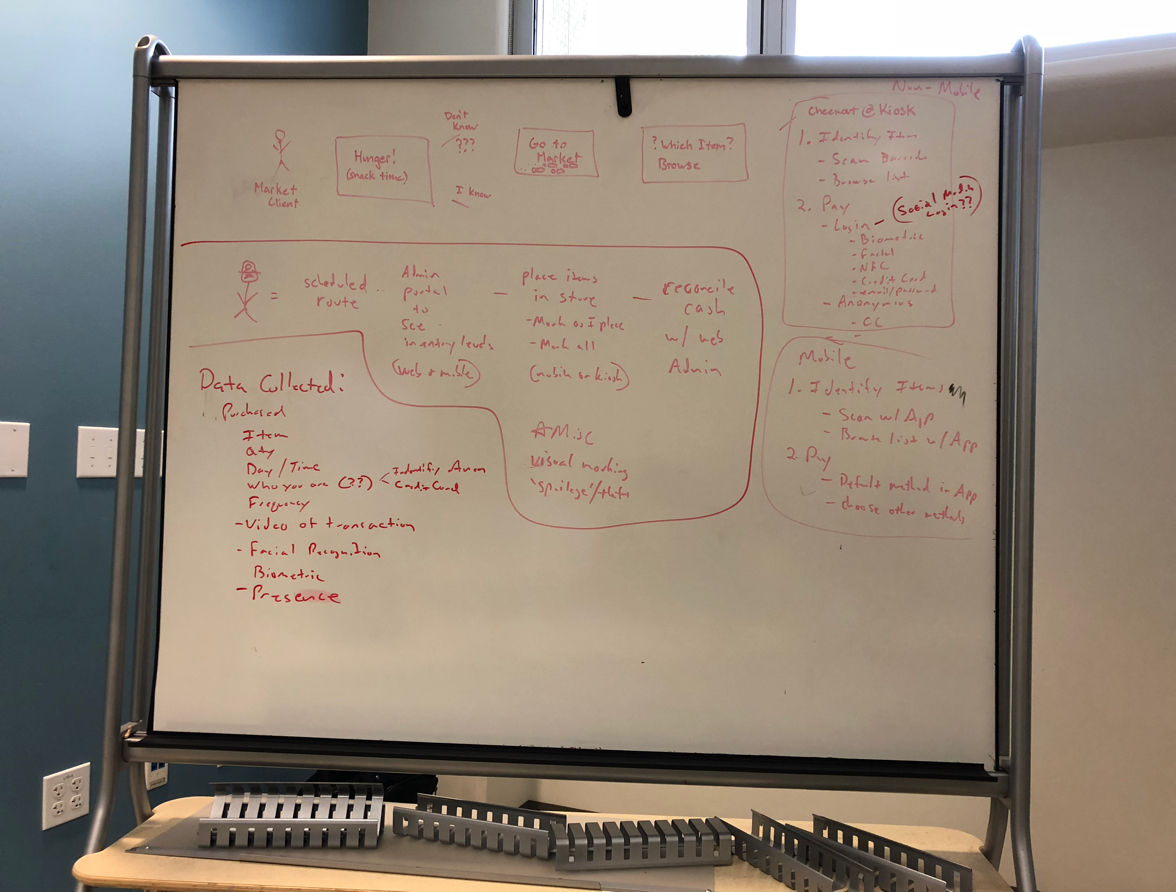 Market
Client
Hunger!
(snack time)
Don't
Know
???
I Know
Go to
Market
? Which Item?
Browse
Non-Mobile
Checkout @ Kiosk
1. Identify Item
- Scan Barcode
- Browse list
2. Pay
- Login - (Social Media
Login??)
- Biometric
- Facial
- NFC
- Credit Card
- email/password
- Anonymous
- CC
-
Mobile
1. Identify Items
- Scan w/ App
- Browse list w/ App
2 Pay
- Default method in App
- choose other methods
= scheduled
route
Admin
portal
to
See
inventory levels
(web & mobile)
- place items
in store
- Mark as I place
- Mark all
(mobile or kiosk)
- reconcile
cash
w/ web
Admin
Misc
visual marking
"spoilage"/theft
Data Collected:
Purchased
Item
Qty
Day/Time
Who you are (??) < Identify Anon
Credit Card
Frequency
- Video of transaction
- Facial Recognition
Biometric
- Presence